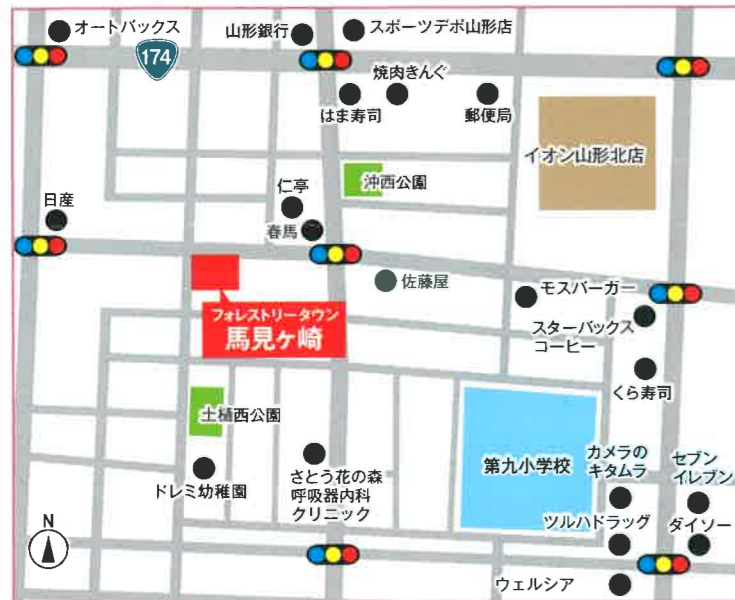 オートバックス
山形銀行
スポーツデポ山形店
174
焼肉きんぐ
はま寿司
郵便局
イオン山形北店
沖西公園
日産
仁亭
春馬
佐藤屋
モスバーガー
フォレストリータウン
馬見ヶ崎
スターバックス
コーヒー
くら寿司
土樋西公園
ドレミ幼稚園
さとう花の森
呼吸器内科
クリニック
第九小学校
カメラの
キタムラ
セブン
イレブン
ツルハドラッグ
ダイソー
ウェルシア
N